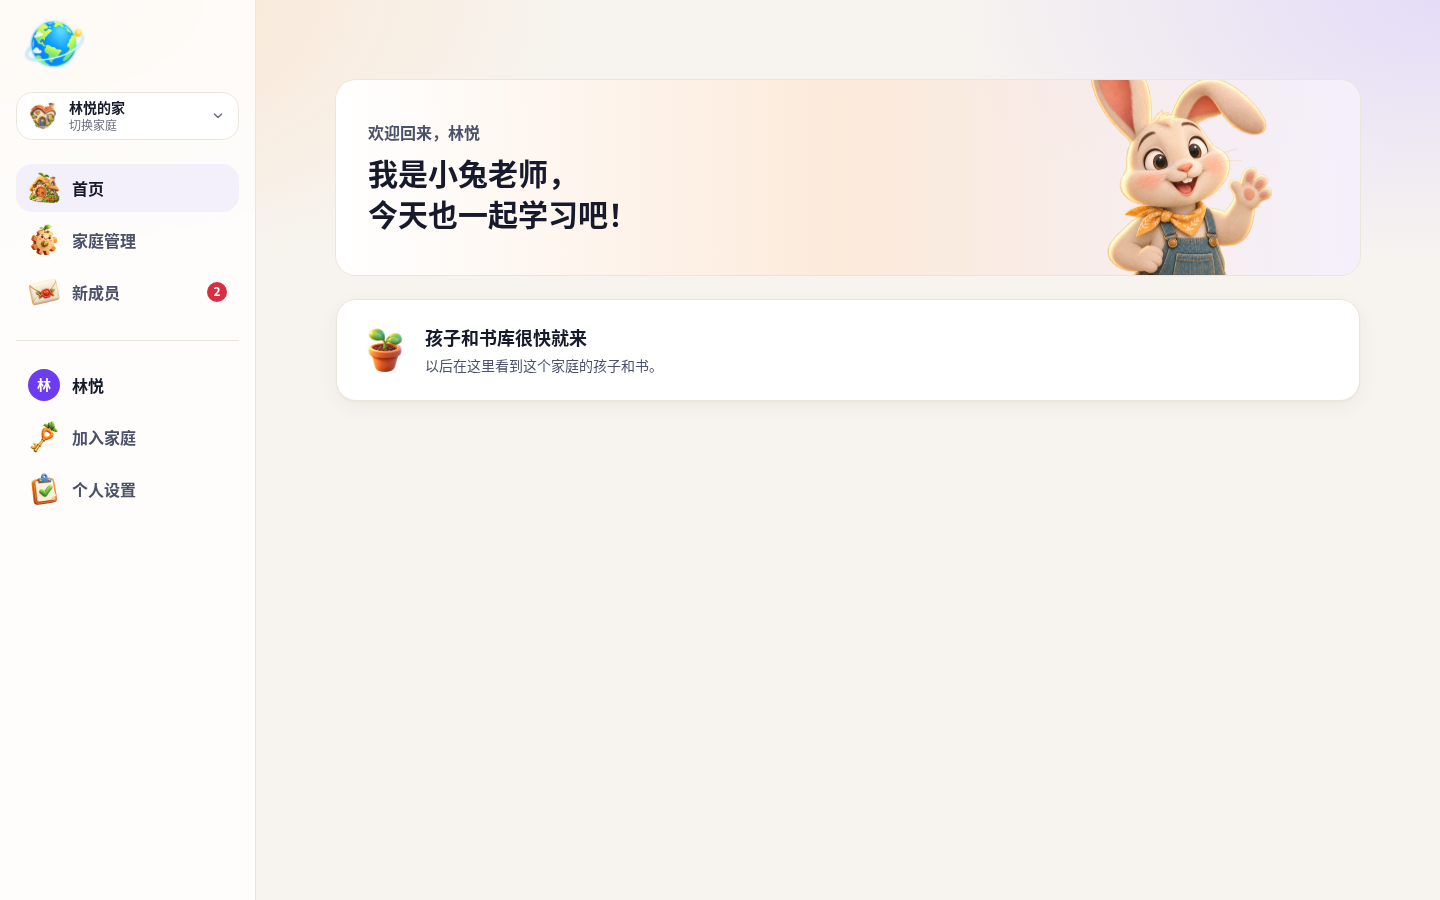 林悦的家
切换家庭
首页
家庭管理
新成员
2
林
林悦
加入家庭
个人设置
欢迎回来，林悦
我是小兔老师，
今天也一起学习吧！
孩子和书库很快就来
以后在这里看到这个家庭的孩子和书。